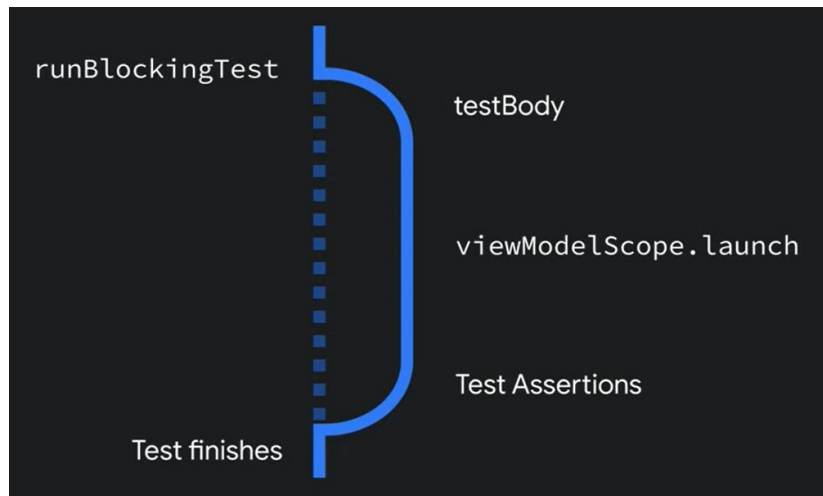 runBlockingTest
testBody
viewModelScope.launch
Test Assertions
Test finishes